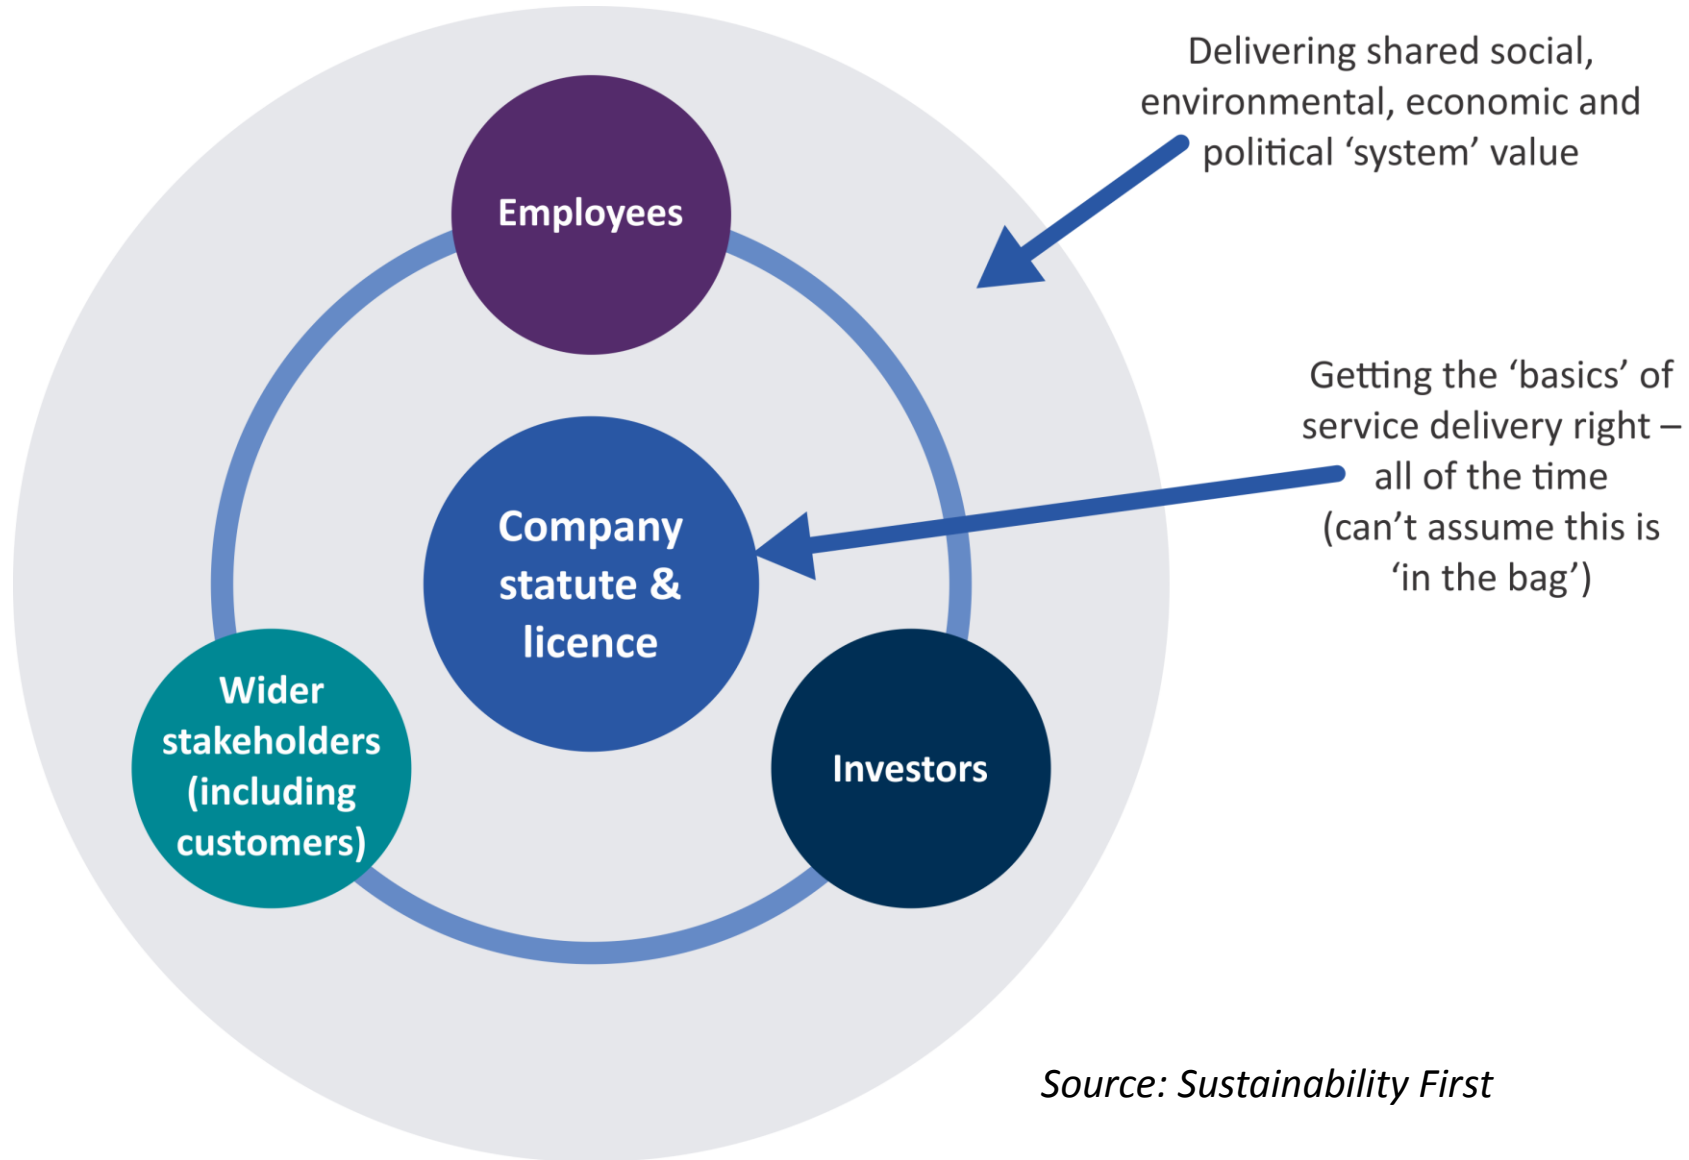 Delivering shared social,
environmental, economic and
political ‘system’ value
Employees
Getting the ‘basics’ of
service delivery right –
all of the time
(can’t assume this is
‘in the bag’)
Company
statute &
licence
Wider
stakeholders
(including
customers)
Investors
Source: Sustainability First